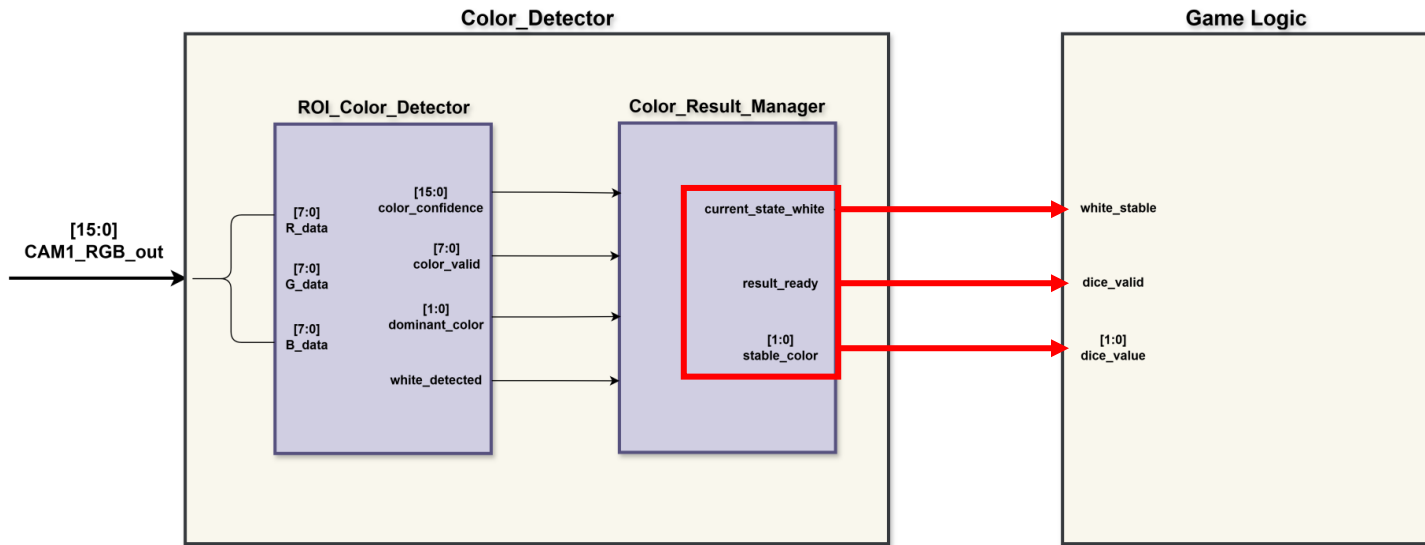 Color_Detector
Game Logic
ROI_Color_Detector
Color_Result_Manager
[15:0]
CAM1_RGB_out
[7:0]
R_data
[7:0]
G_data
[7:0]
B_data
[15:0]
color_confidence
[7:0]
color_valid
[1:0]
dominant_color
white_detected
current_state_white
result_ready
[1:0]
stable_color
white_stable
dice_valid
[1:0]
dice_value